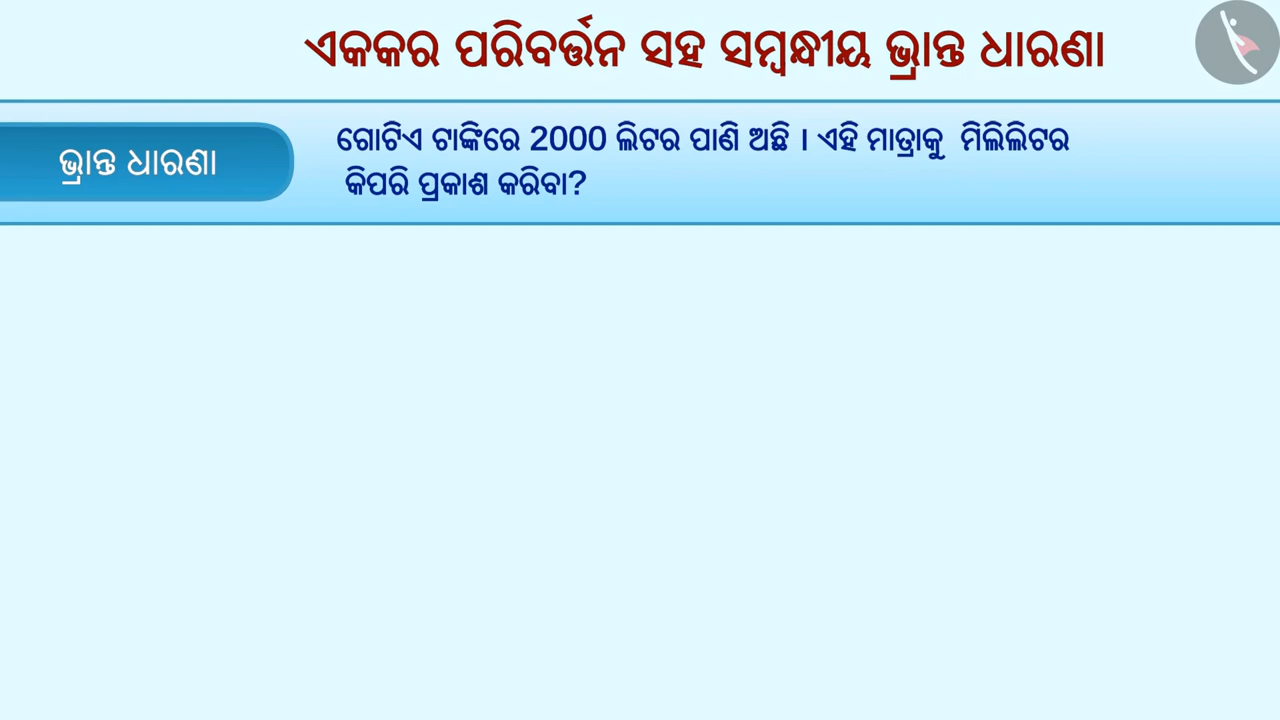 ଏକକର ପରିବର୍ତ୍ତନ ସହ ସମ୍ବନ୍ଧୀୟ ଭ୍ରାନ୍ତ ଧାରଣା
ଭ୍ରାନ୍ତ ଧାରଣା
ଗୋଟିଏ ଟାଙ୍କିରେ 2000 ଲିଟର ପାଣି ଅଛି । ଏହି ମାତ୍ରାକୁ ମିଲିଲିଟର
କିପରି ପ୍ରକାଶ କରିବା?